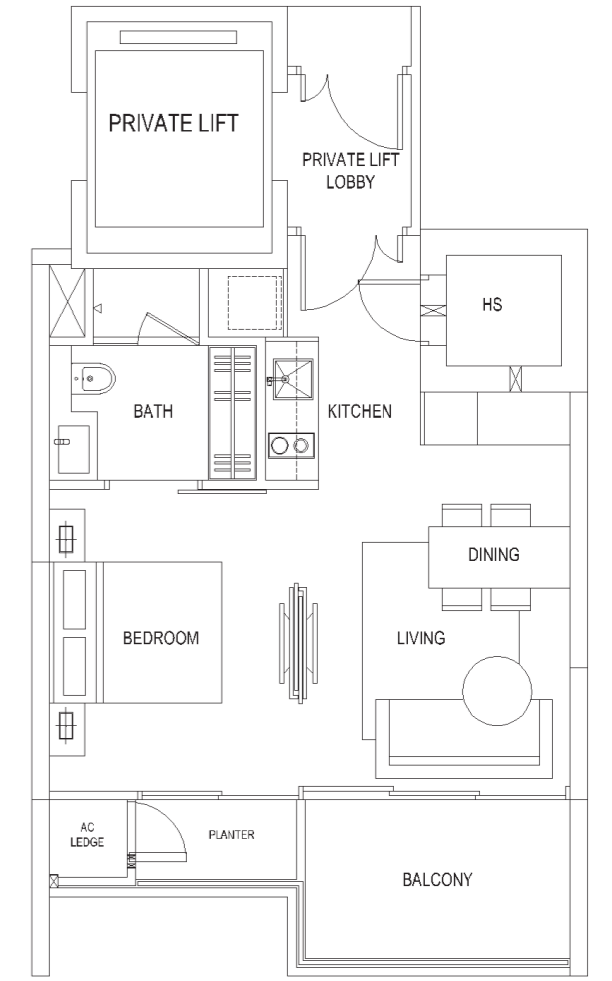 PRIVATE LIFT
PRIVATE LIFT
LOBBY
HS
BATH
KITCHEN
DINING
BEDROOM
LIVING
AC
LEDGE
PLANTER
BALCONY